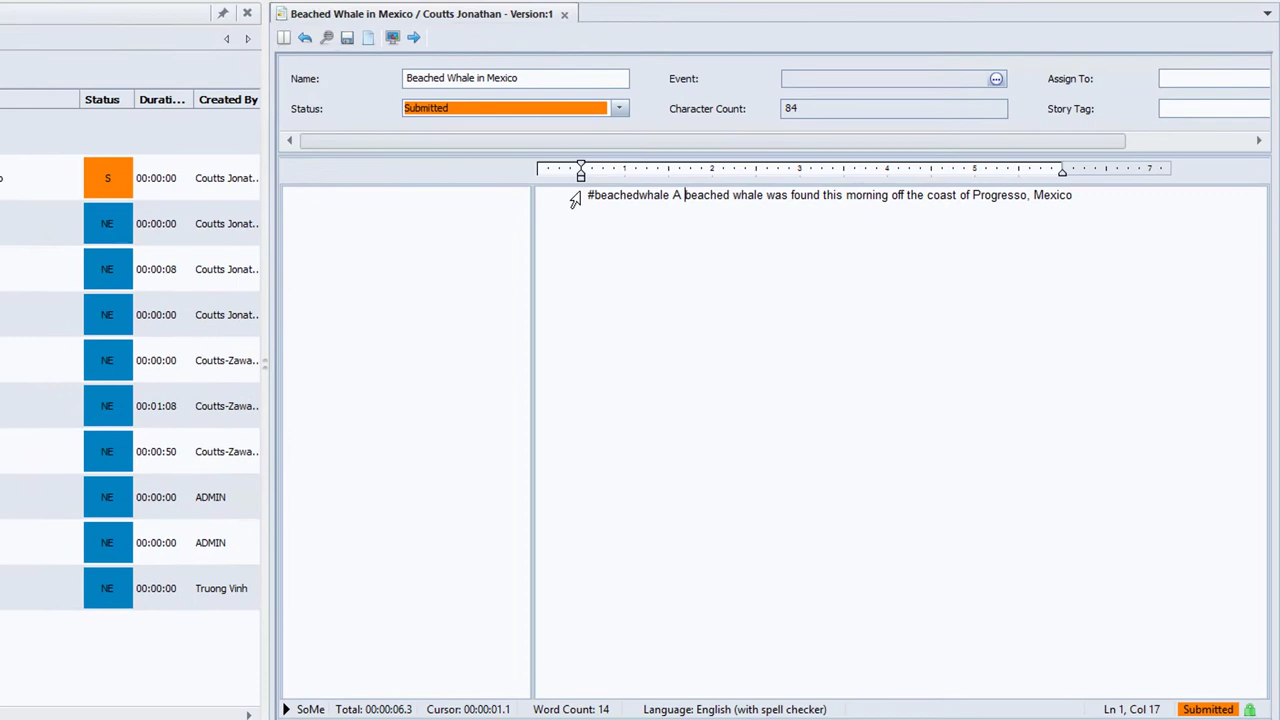 Beached Whale in Mexico / Coutts Jonathan - Version:1
Name: Beached Whale in Mexico Event: Assign To:
Status: Submitted Character Count: 84 Story Tag:
1 2 3 4 5 7
#beachedwhale A beached whale was found this morning off the coast of Progresso, Mexico
Status Durati... Created By
o S 00:00:00 Coutts Jonat..
NE 00:00:00 Coutts Jonat..
NE 00:00:08 Coutts Jonat..
NE 00:00:00 Coutts Jonat..
NE 00:00:00 Coutts-Zawa..
NE 00:01:08 Coutts-Zawa..
NE 00:00:50 Coutts-Zawa..
NE 00:00:00 ADMIN
NE 00:00:00 ADMIN
NE 00:00:00 Truong Vinh
SoMe Total: 00:00:06.3 Cursor: 00:00:01.1 Word Count: 14 Language: English (with spell checker) Ln 1, Col 17 Submitted